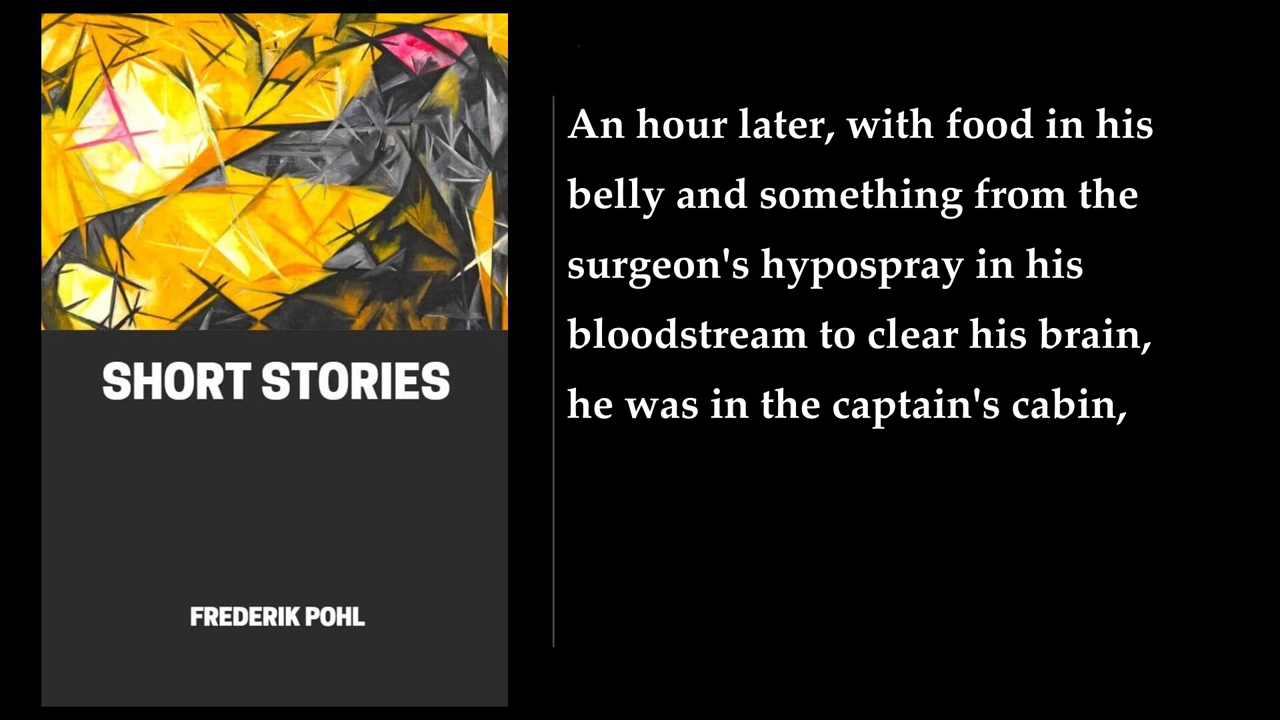 SHORT STORIES
FREDERIK POHL
An hour later, with food in his
belly and something from the
surgeon's hypospray in his
bloodstream to clear his brain,
he was in the captain's cabin,